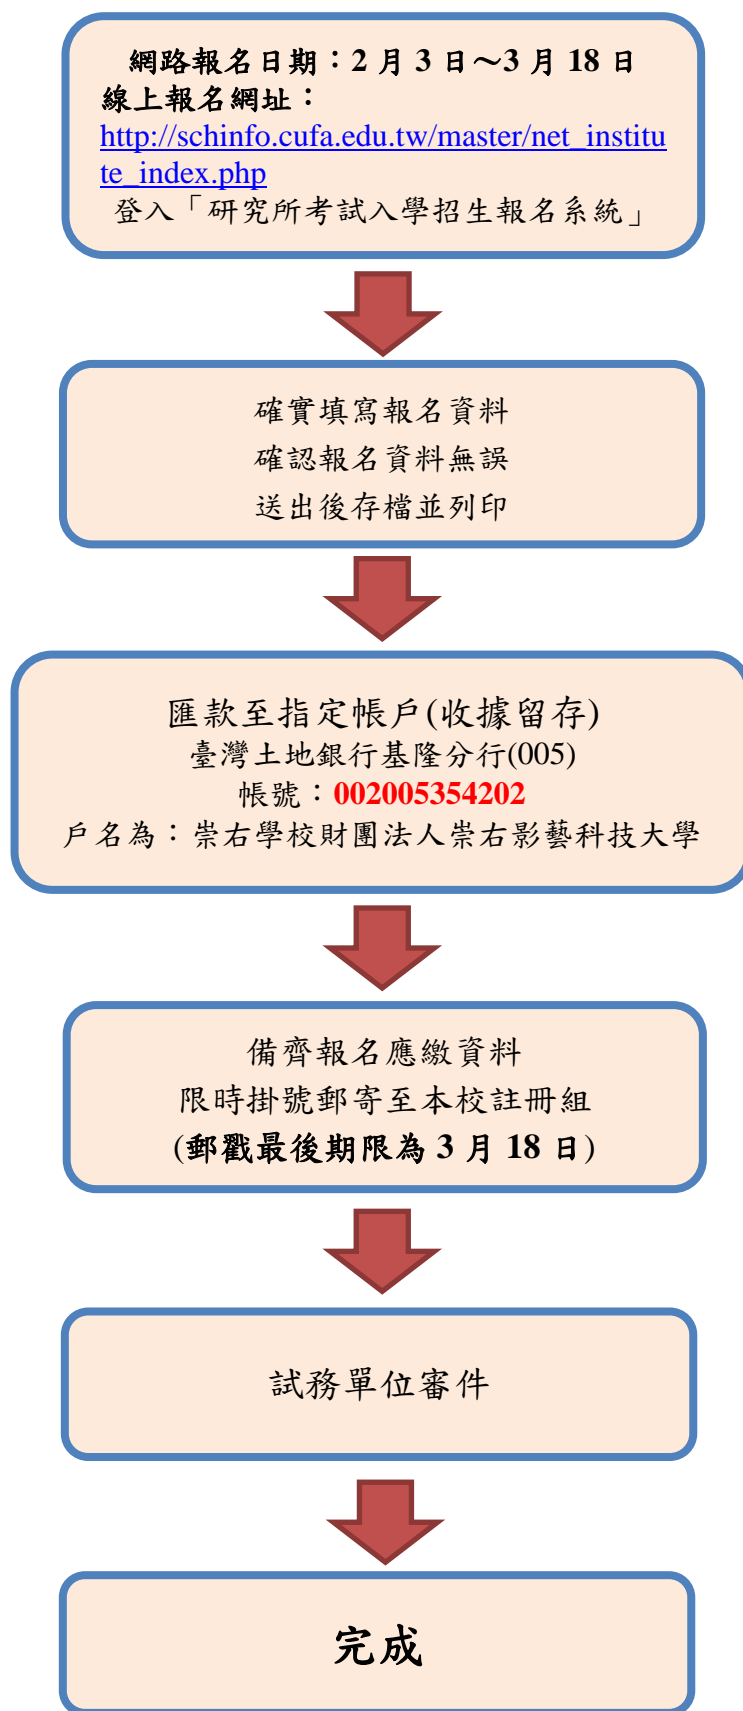 網路報名日期：2 月 3 日～3 月 18 日
線上報名網址：
http://schinfo.cufa.edu.tw/master/net_institu
te_index.php
登入「研究所考試入學招生報名系統」
確實填寫報名資料
確認報名資料無誤
送出後存檔並列印
匯款至指定帳戶(收據留存)
臺灣土地銀行基隆分行(005)
帳號：002005354202
戶名為：崇右學校財團法人崇右影藝科技大學
備齊報名應繳資料
限時掛號郵寄至本校註冊組
(郵戳最後期限為 3 月 18 日)
試務單位審件
完成